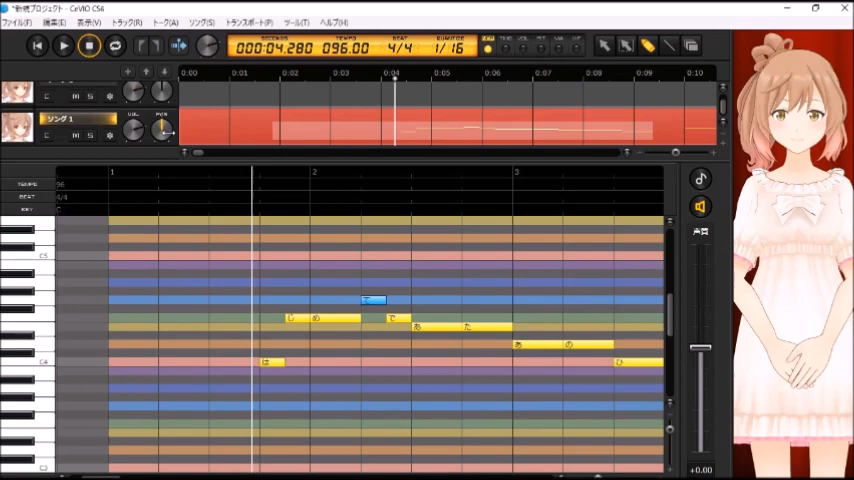 *新規プロジェクト - CeVIO CS6
ファイル(F) 編集(E) 表示(V) トラック(R) トーク(A) ソング(S) トランスポート(P) ツール(T) ヘルプ(H)
SECONDS TEMPO BEAT QUANTIZE
000:04.280 096.00 4/4 1/16
0:00 0:01 0:02 0:03 0:04 0:05 0:06 0:07 0:08 0:09 0:10
C M S
VOL PAN
ソング 1
C M S
1 2 3
TEMPO 96
BEAT 4/4
KEY C
声質
C5
て
じ め で
あ た
あ の
C4 は ひ
C3
+0.00